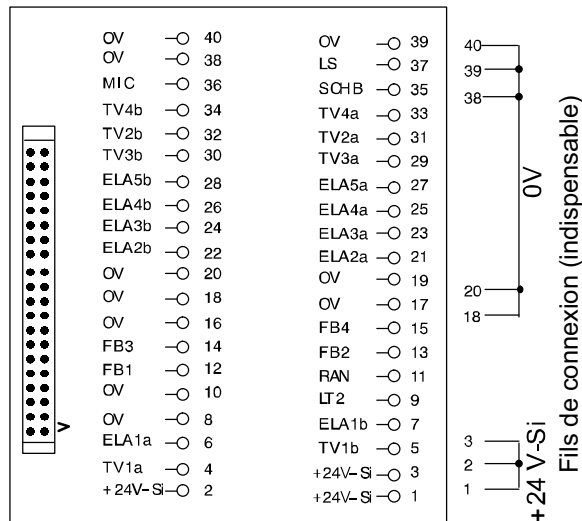 OV 40 OV 39 40
OV 38 LS 37 39
MIC 36 SCHB 35 38
TV4b 34 TV4a 33
TV2b 32 TV2a 31
TV3b 30 TV3a 29
ELA5b 28 ELA5a 27
ELA4b 26 ELA4a 25
ELA3b 24 ELA3a 23
ELA2b 22 ELA2a 21
OV 20 OV 19 20
OV 18 OV 17 18
OV 16 FB4 15
FB3 14 FB2 13
FB1 12 RAN 11
OV 10 LT2 9
OV 8 ELA1b 7
ELA1a 6 TV1b 5 3
TV1a 4 +24V-Si 3 2
+24V-Si 2 +24V-Si 1 1
0V
+24 V-Si
Fils de connexion (indispensable)